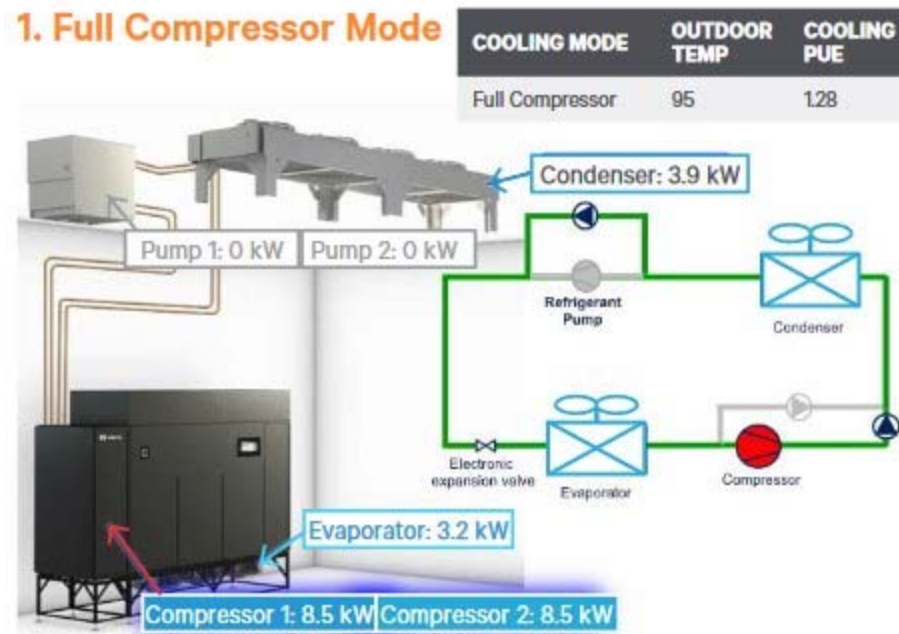 1. Full Compressor Mode
COOLING MODE OUTDOOR TEMP COOLING PUE
Full Compressor 95 1.28
Condenser: 3.9 kW
Pump 1: 0 kW Pump 2: 0 kW
Refrigerant
Pump
Condenser
Electronic
expansion valve
Evaporator
Compressor
Evaporator: 3.2 kW
Compressor 1: 8.5 kW Compressor 2: 8.5 kW